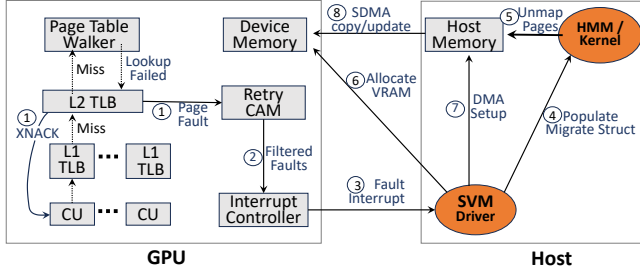 Page Table
Walker
Device
Memory
⑧ SDMA
copy/update
Host
Memory
⑤ Unmap
Pages
HMM /
Kernel
Miss
Lookup
Failed
L2 TLB
① XNACK
① Page
Fault
Retry
CAM
⑥ Allocate
VRAM
⑦ DMA
Setup
④ Populate
Migrate Struct
Miss
L1
TLB
•••
L1
TLB
② Filtered
Faults
③ Fault
Interrupt
CU
•••
CU
Interrupt
Controller
SVM
Driver
GPU
Host